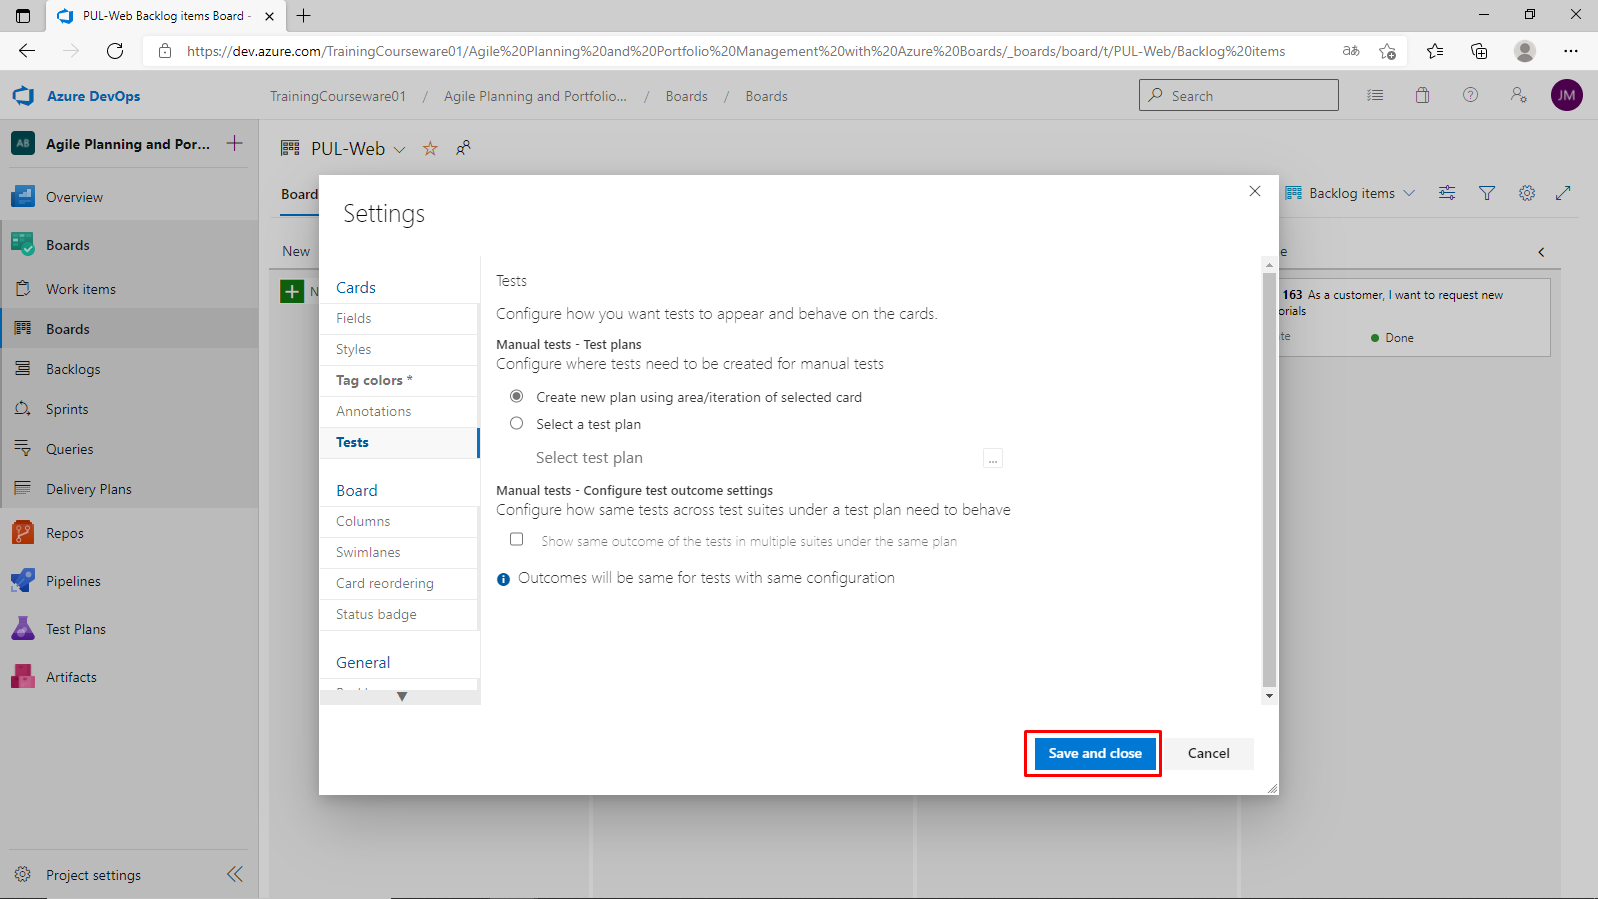 PUL-Web Backlog items Board -
https://dev.azure.com/TrainingCourseware01/Agile%20Planning%20and%20Portfolio%20Management%20with%20Azure%20Boards/_boards/board/t/PUL-Web/Backlog%20items
Azure DevOps
TrainingCourseware01 / Agile Planning and Portfolio... / Boards / Boards
Search
JM
AB Agile Planning and Por...
PUL-Web
Overview
Boards
Work items
Boards
Backlogs
Sprints
Queries
Delivery Plans
Repos
Pipelines
Test Plans
Artifacts
Project settings
Board
Backlog items
New
N
e
163 As a customer, I want to request new
orials
te
Done
Settings
Cards
Fields
Styles
Tag colors *
Annotations
Tests
Board
Columns
Swimlanes
Card reordering
Status badge
General
Tests
Configure how you want tests to appear and behave on the cards.
Manual tests - Test plans
Configure where tests need to be created for manual tests
Create new plan using area/iteration of selected card
Select a test plan
Select test plan
...
Manual tests - Configure test outcome settings
Configure how same tests across test suites under a test plan need to behave
Show same outcome of the tests in multiple suites under the same plan
Outcomes will be same for tests with same configuration
Save and close
Cancel